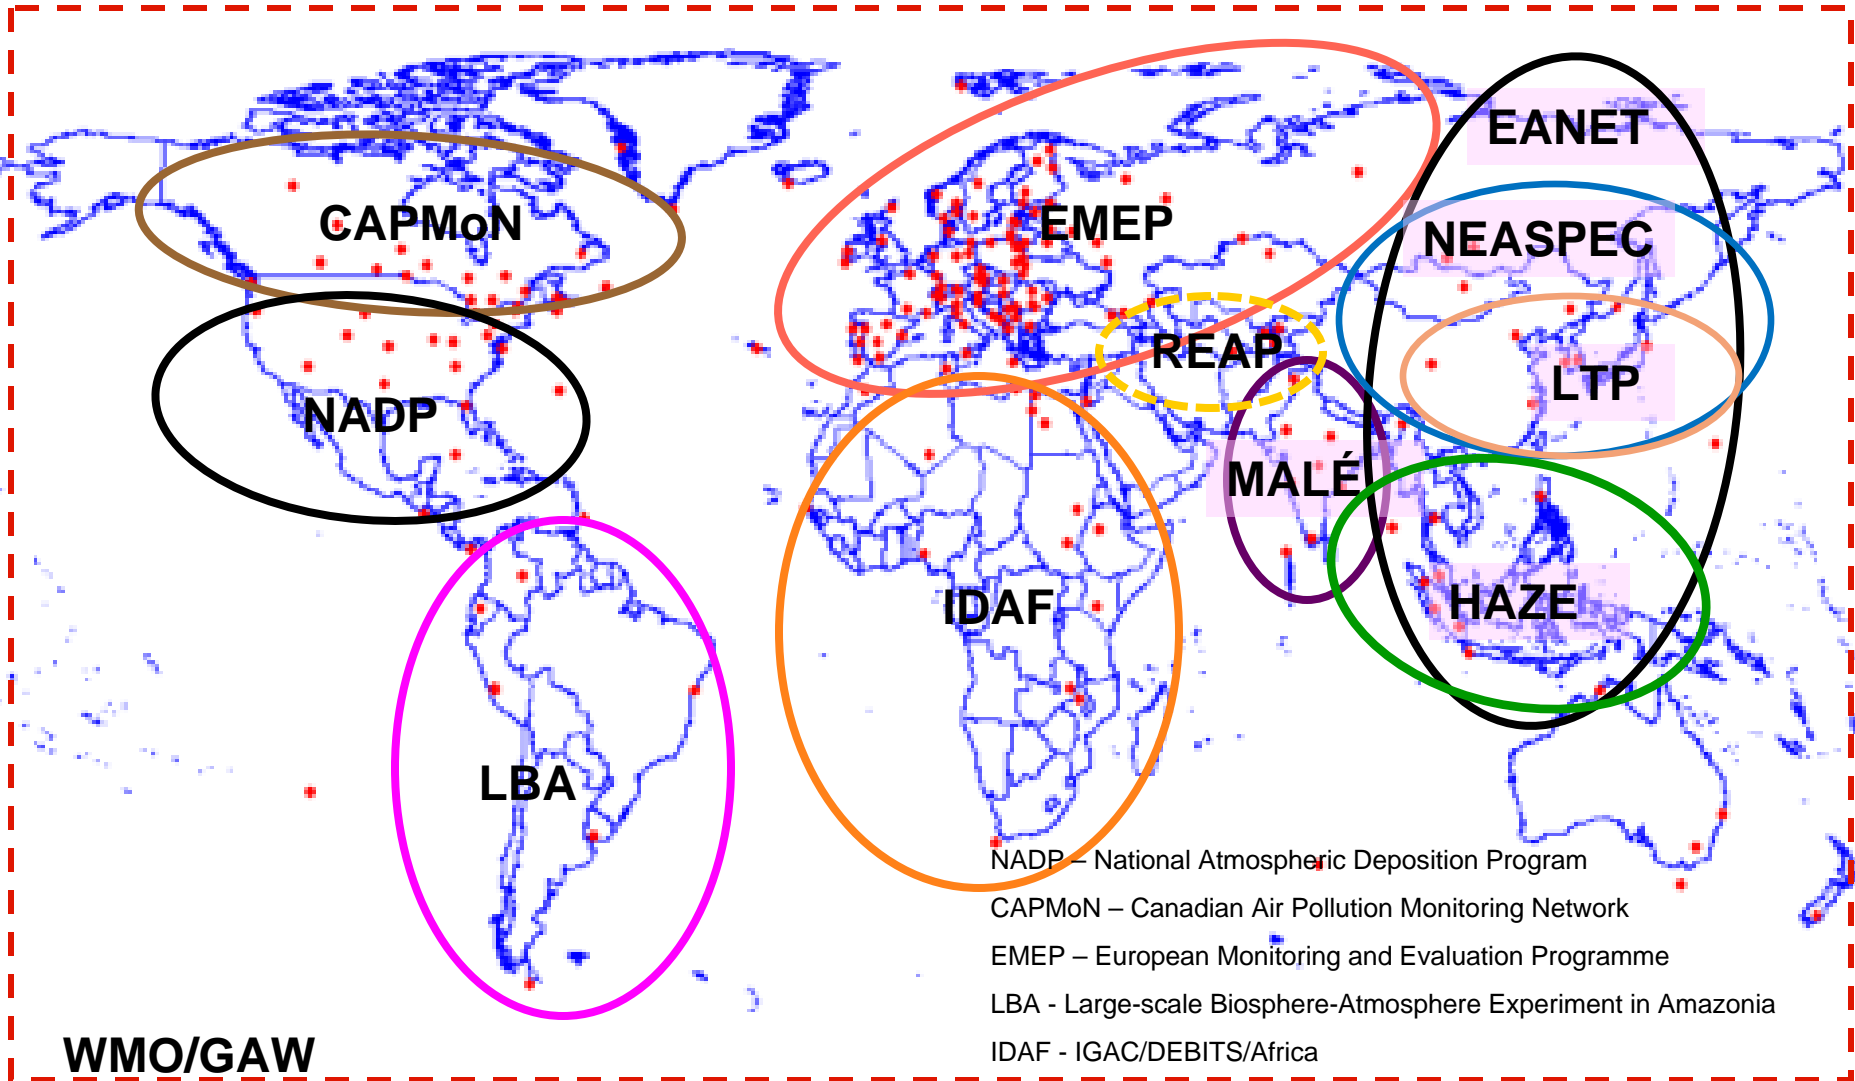 EANET
CAPMoN
EMEP
NEASPEC
REAP
LTP
NADP
MALÉ
IDAF
HAZE
LBA
NADP – National Atmospheric Deposition Program
CAPMoN – Canadian Air Pollution Monitoring Network
EMEP – European Monitoring and Evaluation Programme
LBA - Large-scale Biosphere-Atmosphere Experiment in Amazonia
IDAF - IGAC/DEBITS/Africa
WMO/GAW